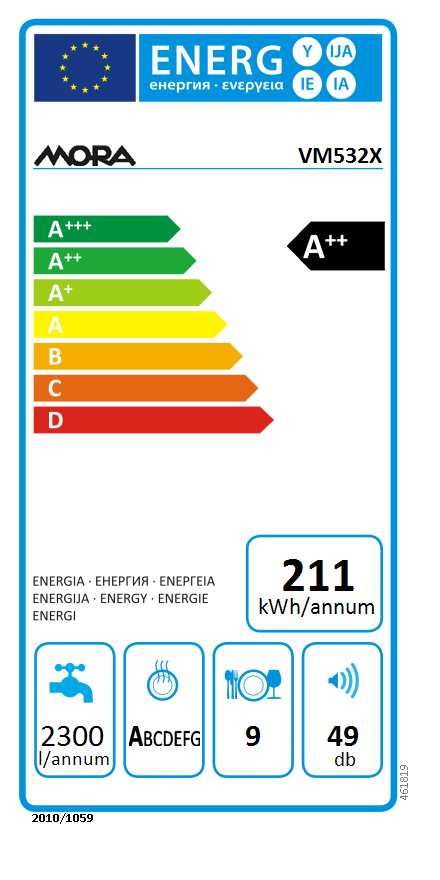 ENERG Y IJA
енергия · ενεργεια IE IA
MORA VM532X
A+++
A++ A++
A+
A
B
C
D
211
kWh/annum
ENERGIA · ЕНЕРГИЯ · ΕΝΕΡΓΕΙΑ
ENERGIJA · ENERGY · ENERGIE
ENERGI
2300 ABCDEFG 9 49
l/annum db
461819
2010/1059